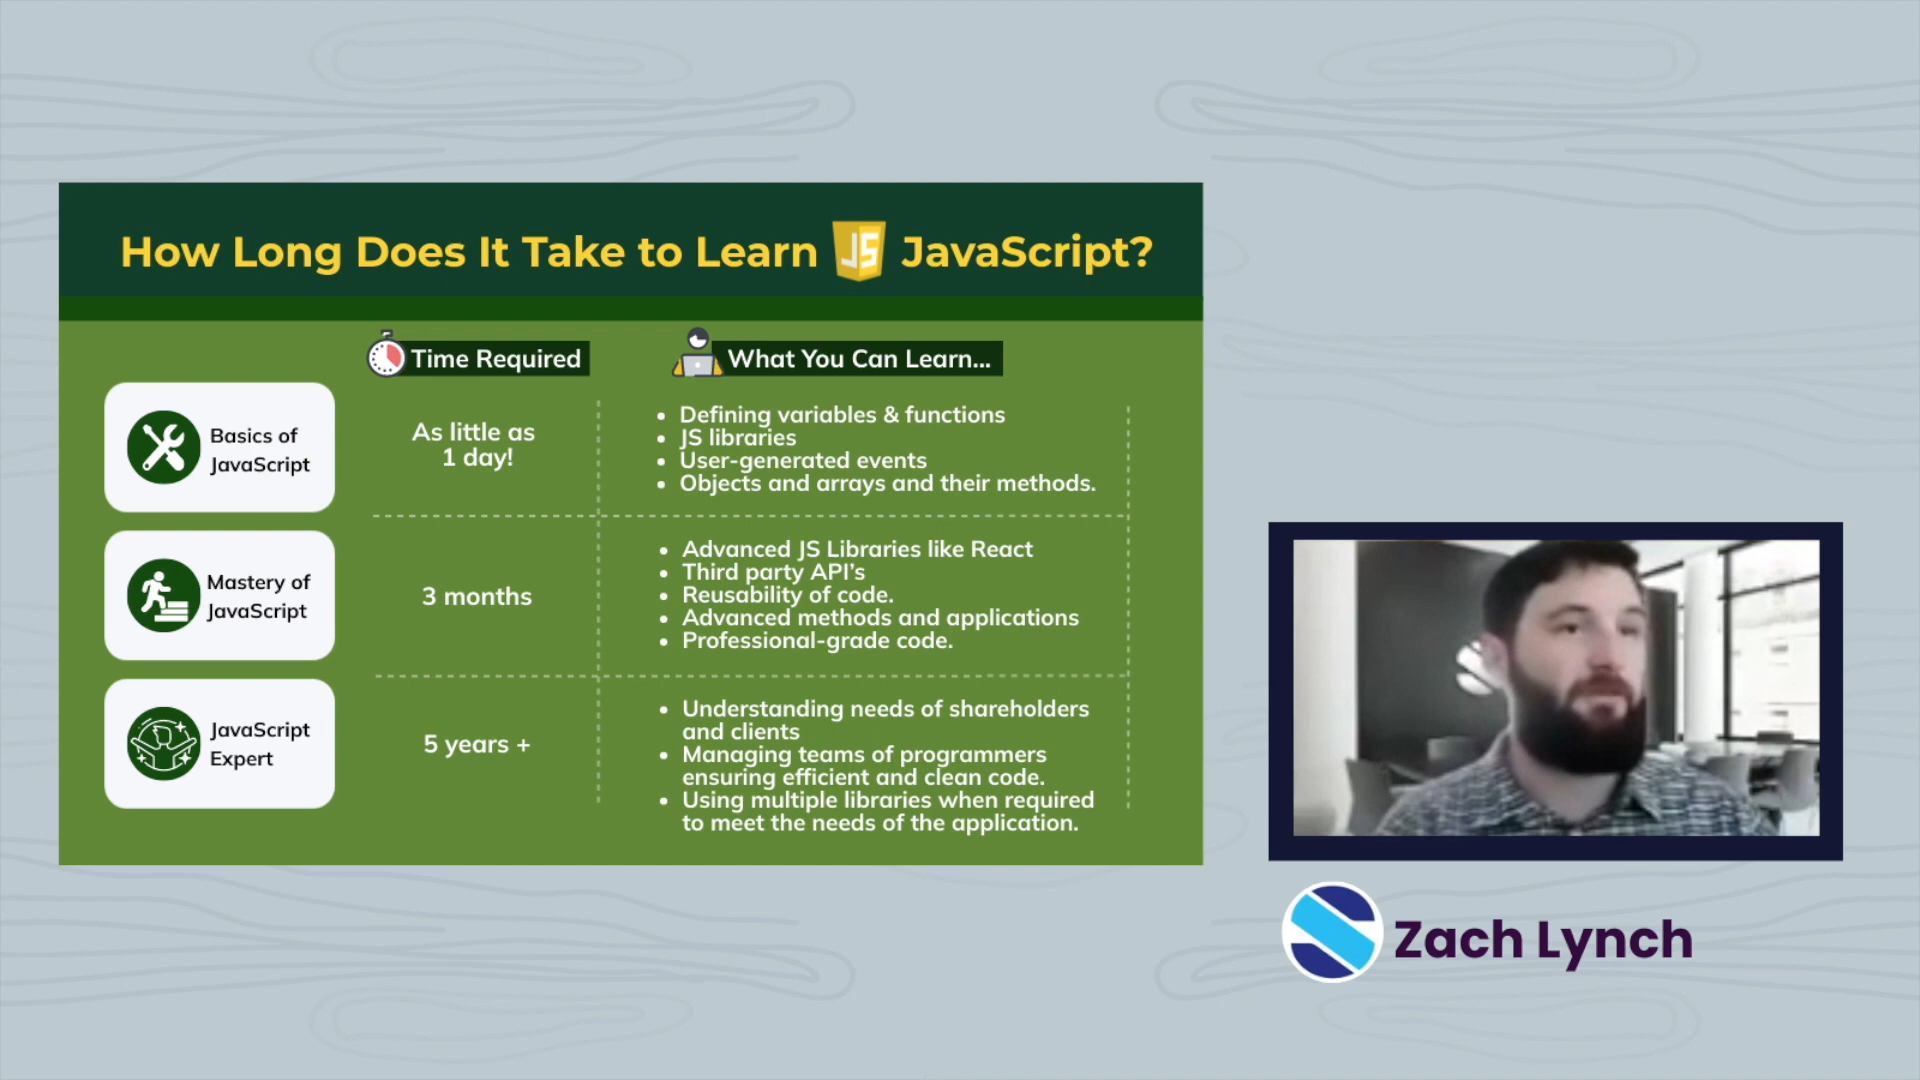 How Long Does It Take to Learn JS JavaScript?
Time Required
What You Can Learn...
Basics of
JavaScript
As little as
1 day!
Defining variables & functions
JS libraries
User-generated events
Objects and arrays and their methods.
Mastery of
JavaScript
3 months
Advanced JS Libraries like React
Third party API's
Reusability of code.
Advanced methods and applications
Professional-grade code.
JavaScript
Expert
5 years +
Understanding needs of shareholders
and clients
Managing teams of programmers
ensuring efficient and clean code.
Using multiple libraries when required
to meet the needs of the application.
Zach Lynch